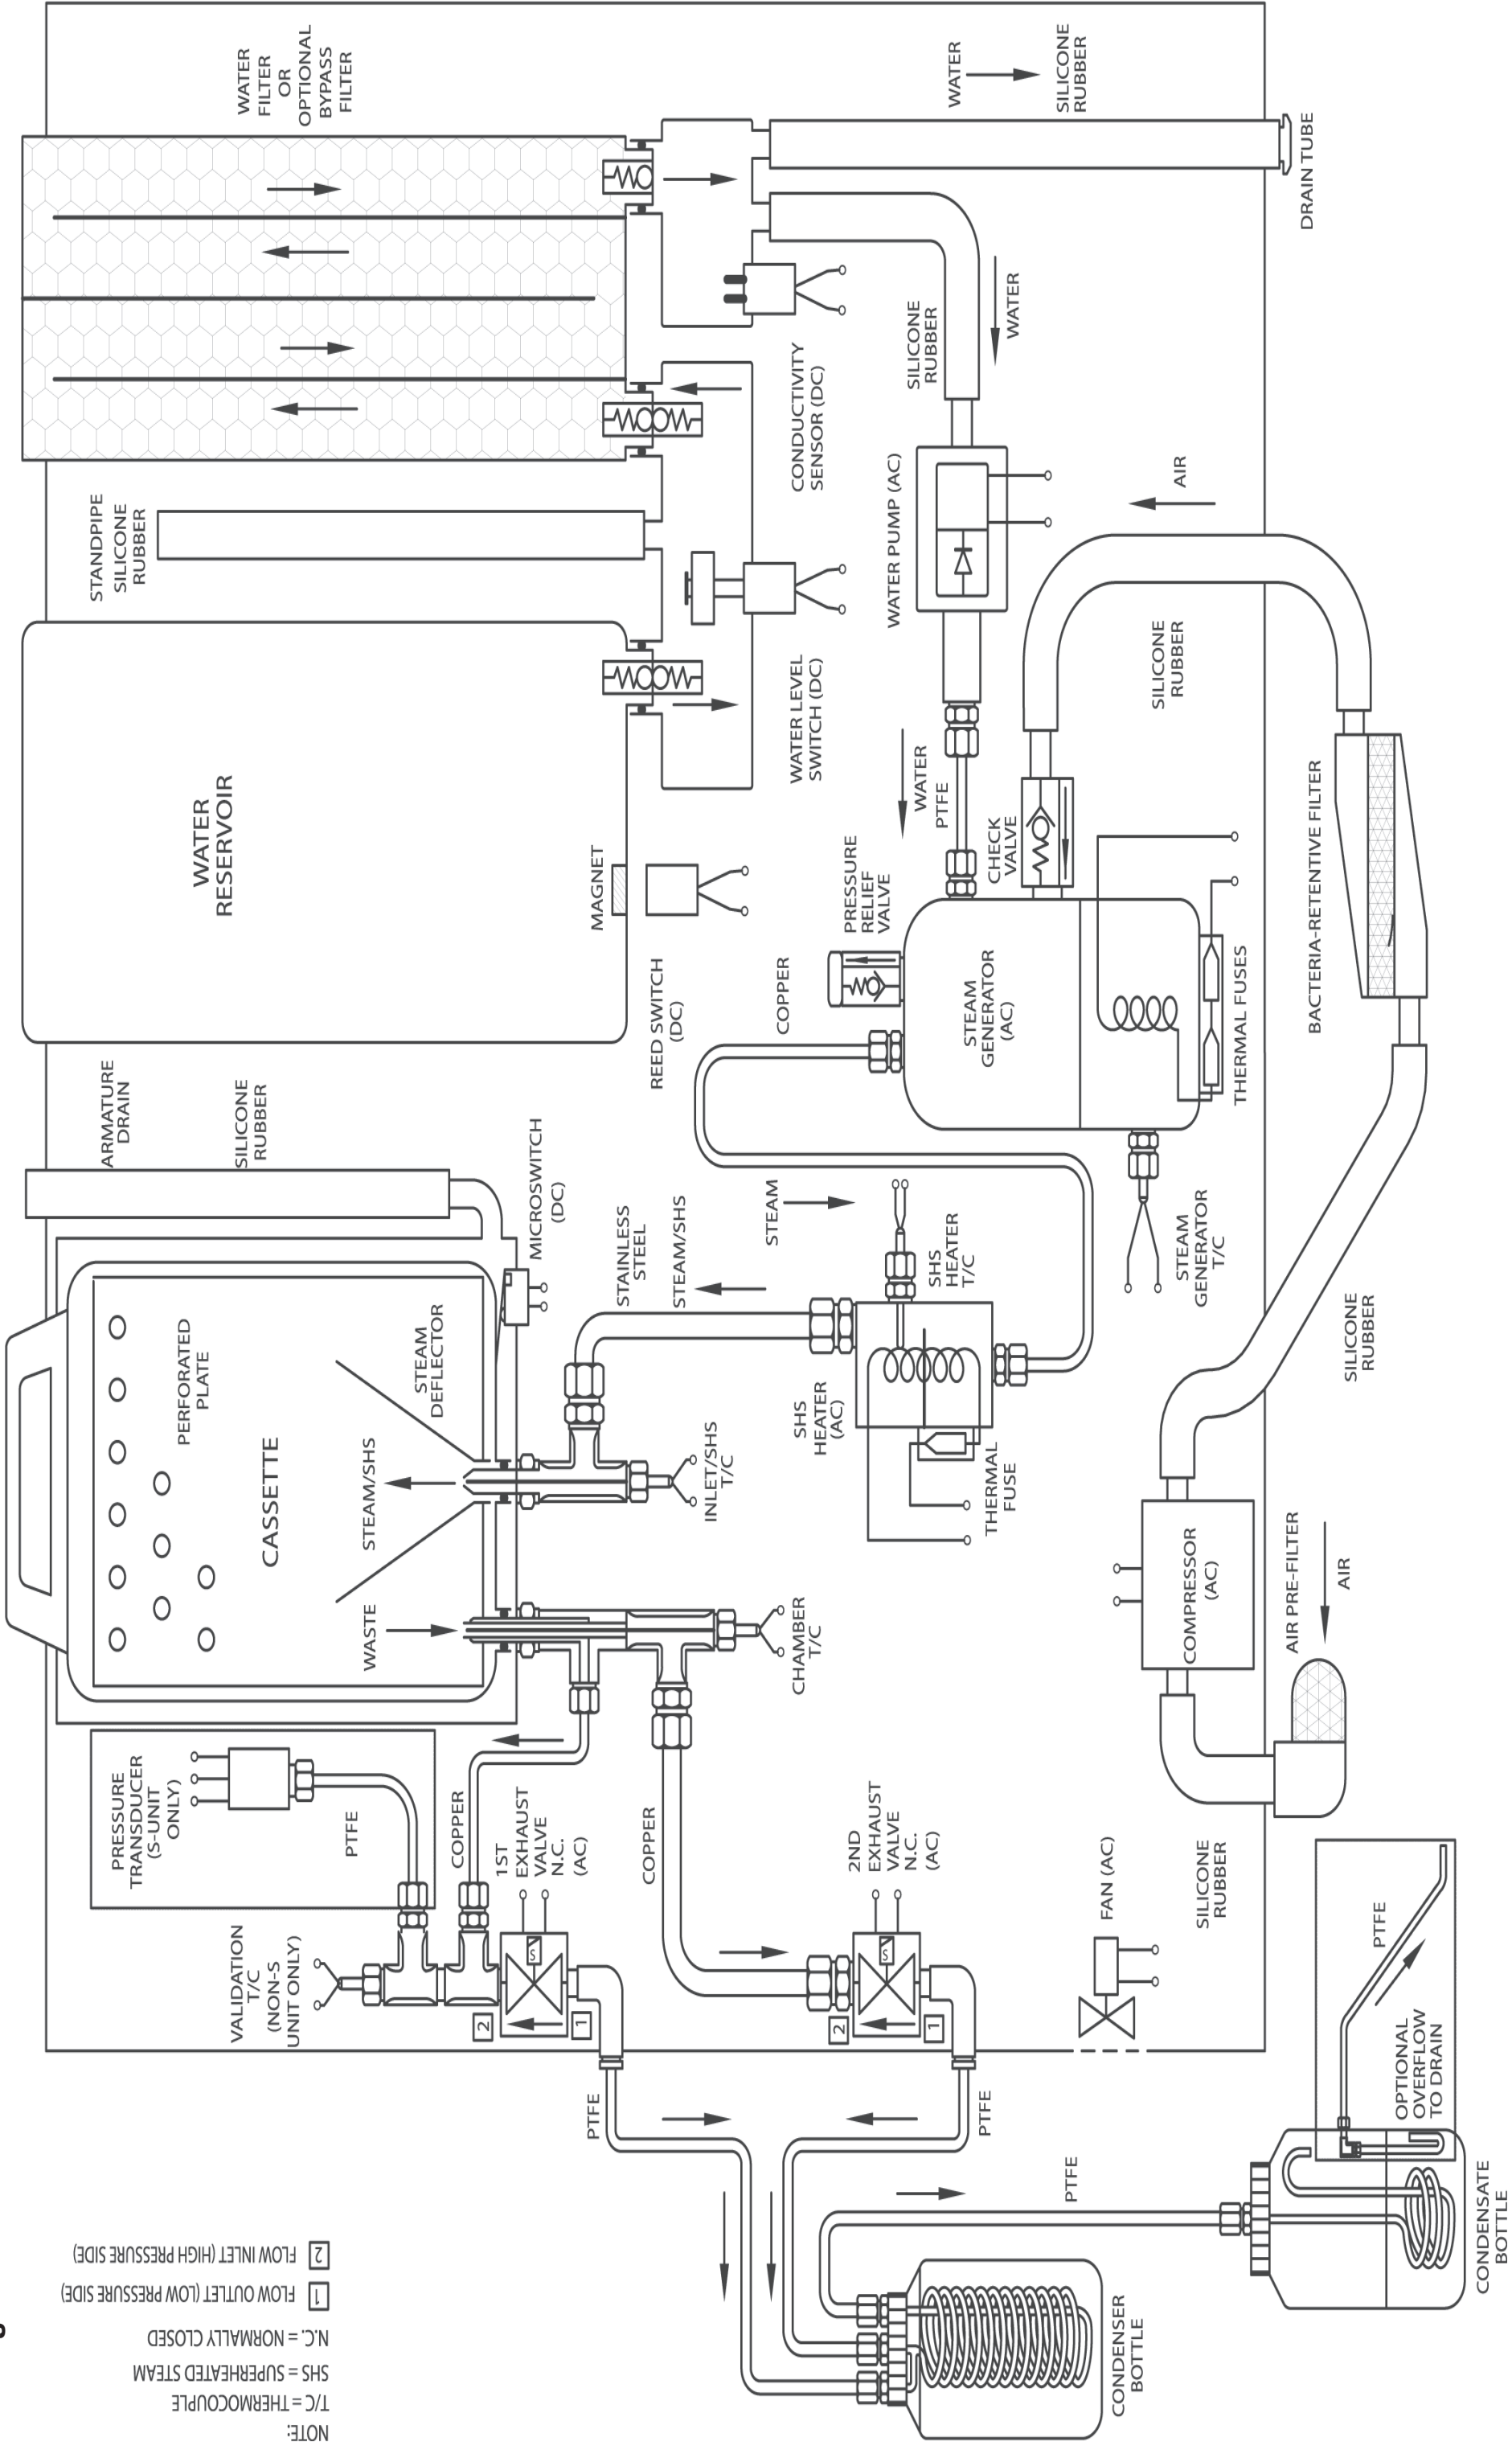 WATER
FILTER
OR
OPTIONAL
BYPASS
FILTER
WATER
SILICONE
RUBBER
DRAIN TUBE
STANDPIPE
SILICONE
RUBBER
CONDUCTIVITY
SENSOR (DC)
SILICONE
RUBBER
WATER
WATER PUMP (AC)
AIR
WATER
RESERVOIR
WATER LEVEL
SWITCH (DC)
SILICONE
RUBBER
WATER
PTFE
MAGNET
PRESSURE
RELIEF
VALVE
CHECK
VALVE
BACTERIA-RETENTIVE FILTER
REED SWITCH
(DC)
COPPER
STEAM
GENERATOR
(AC)
THERMAL FUSES
ARMATURE
DRAIN
SILICONE
RUBBER
MICROSWITCH
(DC)
STAINLESS
STEEL
STEAM/SHS
STEAM
SHS
HEATER
T/C
STEAM
GENERATOR
T/C
SILICONE
RUBBER
PERFORATED
PLATE
STEAM
DEFLECTOR
CASSETTE
STEAM/SHS
INLET/SHS
T/C
SHS
HEATER
(AC)
THERMAL
FUSE
WASTE
CHAMBER
T/C
COMPRESSOR
(AC)
AIR PRE-FILTER
AIR
PRESSURE
TRANSDUCER
(S-UNIT
ONLY)
PTFE
COPPER
1ST
EXHAUST
VALVE
N.C.
(AC)
COPPER
2ND
EXHAUST
VALVE
N.C.
(AC)
FAN (AC)
SILICONE
RUBBER
PTFE
VALIDATION
T/C
(NON-S
UNIT ONLY)
S
2
1
S
2
1
OPTIONAL
OVERFLOW
TO DRAIN
PTFE
PTFE
PTFE
CONDENSATE
BOTTLE
CONDENSER
BOTTLE
NOTE:
T/C = THERMOCOUPLE
SHS = SUPERHEATED STEAM
N.C. = NORMALLY CLOSED
1 FLOW OUTLET (LOW PRESSURE SIDE)
2 FLOW INLET (HIGH PRESSURE SIDE)